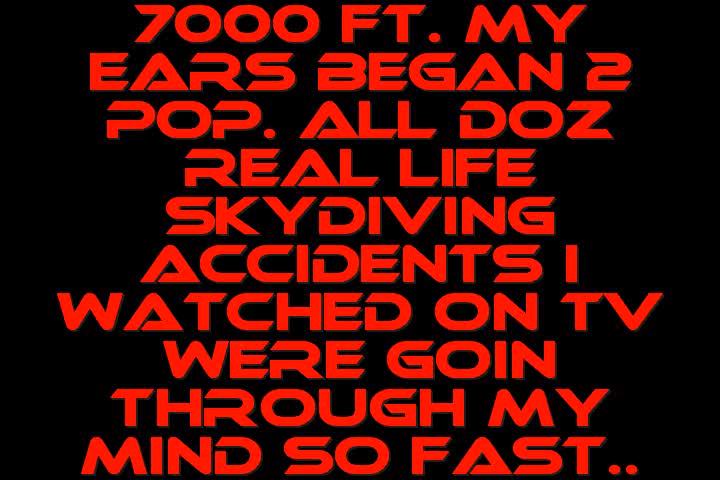 7000 FT. MY
EARS BEGAN 2
POP. ALL DOZ
REAL LIFE
SKYDIVING
ACCIDENTS I
WATCHED ON TV
WERE GOIN
THROUGH MY
MIND SO FAST..